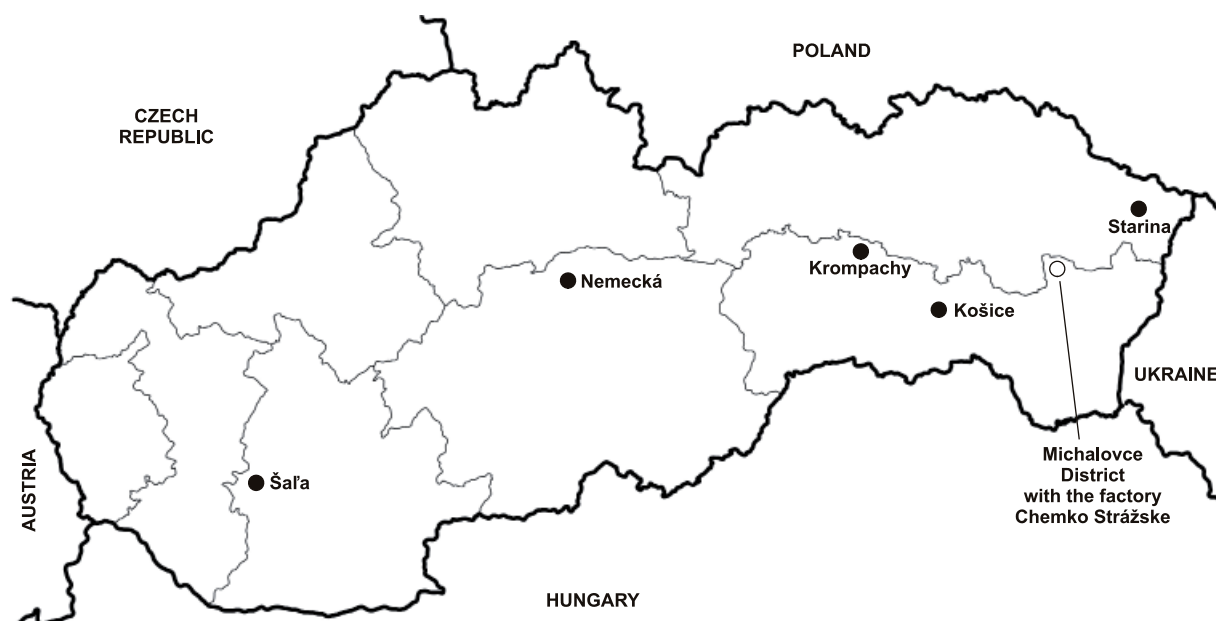 POLAND
CZECH
REPUBLIC
Starina
Krompachy
Nemecká
Košice
UKRAINE
Michalovce
District
with the factory
Chemko Strážske
AUSTRIA
Šaľa
HUNGARY